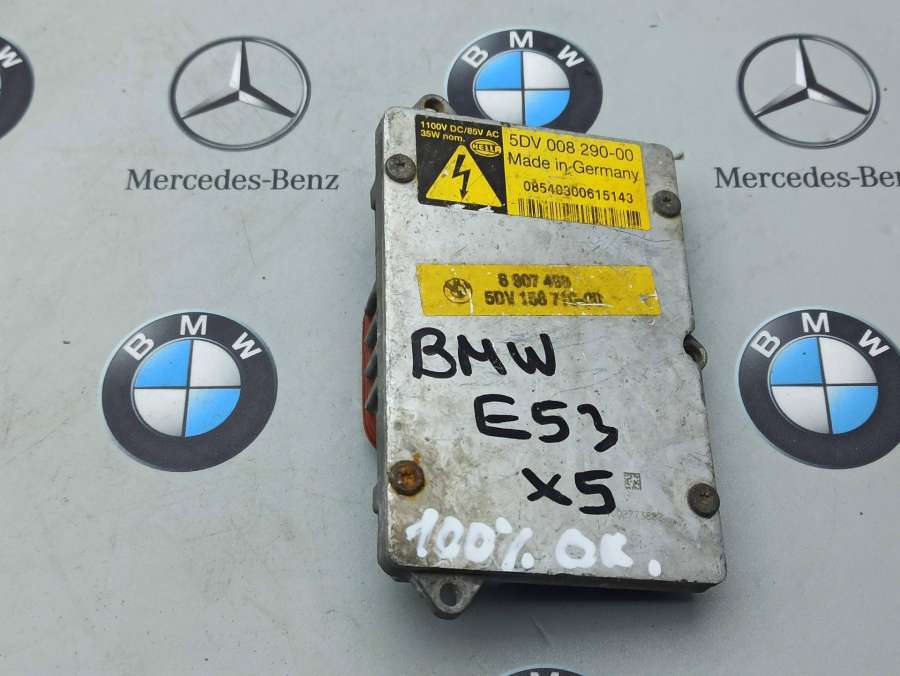 BMW
Mercedes-Benz
BMW
Mercedes-Benz
1100V DC/85V AC
35W nom.
HELLA
5DV 008 290-00
Made in Germany
08540300615143
5DV
BMW
E53
X5
100% OK.
BMW
BMW